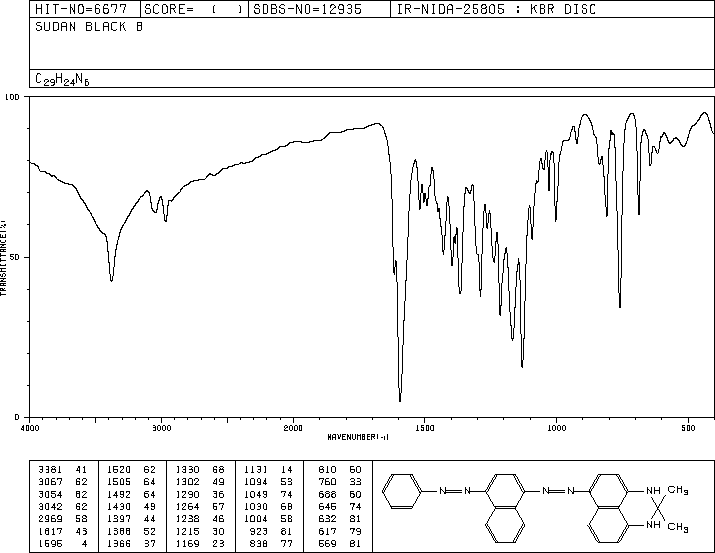 HIT-NO=6677 SCORE= ( ) SDBS-NO=12935 IR-NIDA-25805 : KBR DISC
SUDAN BLACK B
C29H24N6
100
50
0
TRANSMITTANCE(%)
4000 3000 2000 1500 1000 500
WAVENUMBER(-1)
3381 41 1520 62 1330 68 1131 14 810 60
3067 62 1505 64 1302 49 1094 53 760 33
3054 62 1492 64 1290 36 1049 74 688 60
3042 62 1430 49 1264 57 1030 68 645 74
2969 58 1397 44 1238 46 1004 58 632 81
1617 43 1388 52 1215 30 923 81 617 79
1595 4 1366 37 1169 23 838 77 569 81
N N N N NH CH3
NH CH3